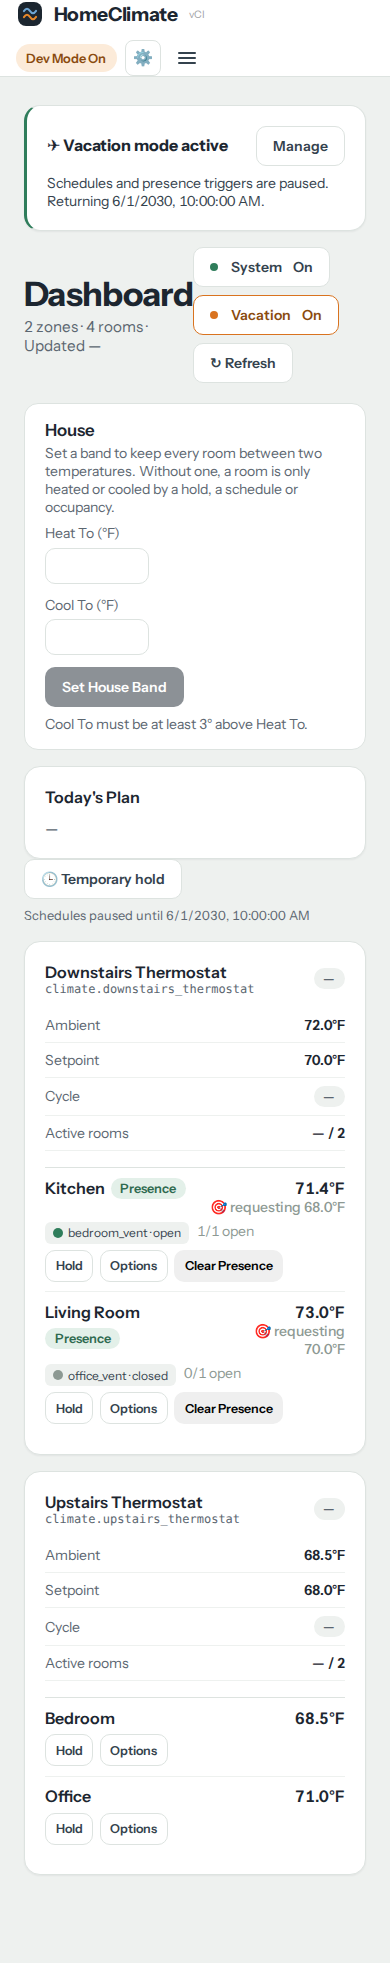 HomeClimate vCI
Dev Mode On
✈ Vacation mode active
Manage
Schedules and presence triggers are paused.
Returning 6/1/2030, 10:00:00 AM.
Dashboard
2 zones · 4 rooms ·
Updated —
System On
Vacation On
↻ Refresh
House
Set a band to keep every room between two
temperatures. Without one, a room is only
heated or cooled by a hold, a schedule or
occupancy.
Heat To (°F)
Cool To (°F)
Set House Band
Cool To must be at least 3° above Heat To.
Today's Plan
—
Temporary hold
Schedules paused until 6/1/2030, 10:00:00 AM
Downstairs Thermostat
—
climate.downstairs_thermostat
Ambient 72.0°F
Setpoint 70.0°F
Cycle —
Active rooms — / 2
Kitchen Presence 71.4°F
🎯 requesting 68.0°F
bedroom_vent · open 1/1 open
Hold Options Clear Presence
Living Room 73.0°F
Presence
🎯 requesting
70.0°F
office_vent · closed 0/1 open
Hold Options Clear Presence
Upstairs Thermostat
—
climate.upstairs_thermostat
Ambient 68.5°F
Setpoint 68.0°F
Cycle —
Active rooms — / 2
Bedroom 68.5°F
Hold Options
Office 71.0°F
Hold Options